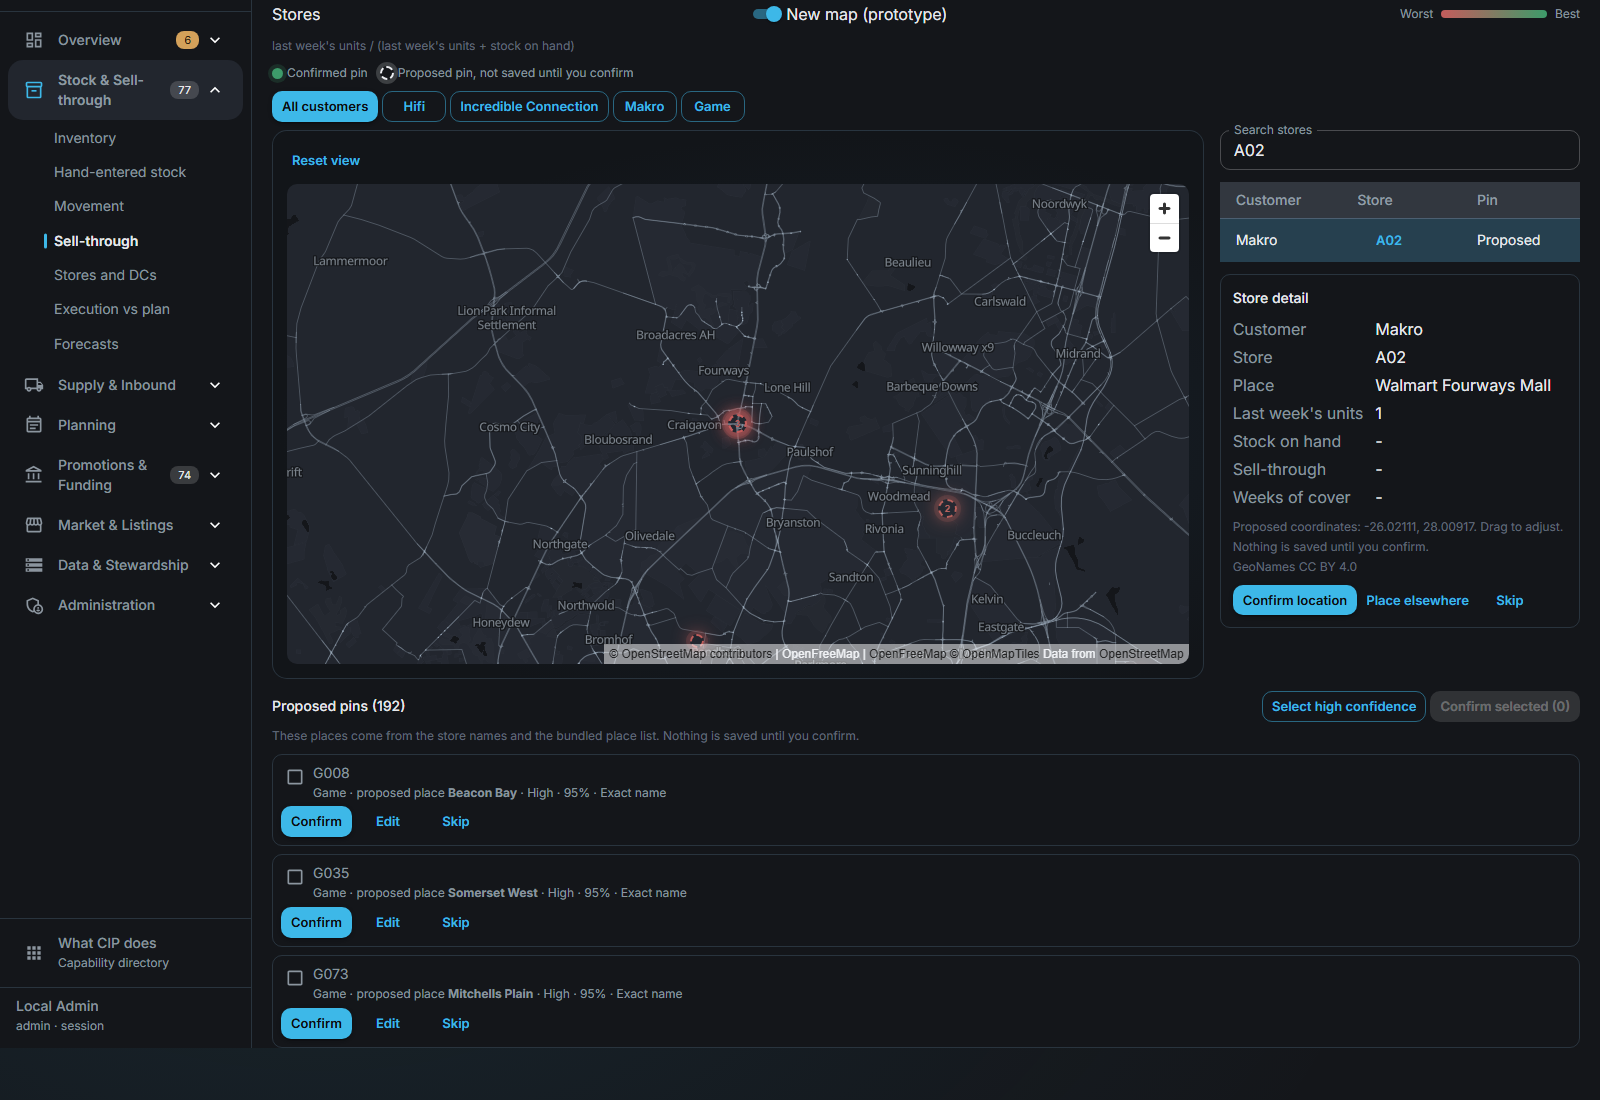 Overview
6
Stock & Sell-
through
77
Inventory
Hand-entered stock
Movement
Sell-through
Stores and DCs
Execution vs plan
Forecasts
Supply & Inbound
Planning
Promotions &
Funding
74
Market & Listings
Data & Stewardship
Administration
What CIP does
Capability directory
Local Admin
admin · session
Stores
New map (prototype)
Worst
Best
last week's units / (last week's units + stock on hand)
Confirmed pin
Proposed pin, not saved until you confirm
All customers
Hifi
Incredible Connection
Makro
Game
Reset view
+
−
Noordwyk
Lammermoor
Beaulieu
Carlswald
Lion Park Informal
Settlement
Broadacres AH
Willowway x9
Midrand
Fourways
Lone Hill
Barbeque Downs
Craigavon
Cosmo City
Bloubosrand
Paulshof
rift
Sunninghill
Woodmead
2
Bryanston
Rivonia
Buccleuch
Olivedale
Northgate
Sandton
Northwold
Kelvin
Honeydew
Eastgate
Bromhof
© OpenStreetMap contributors | OpenFreeMap | OpenFreeMap © OpenMapTiles Data from OpenStreetMap
Search stores
A02
Customer Store Pin
Makro A02 Proposed
Store detail
Customer Makro
Store A02
Place Walmart Fourways Mall
Last week's units 1
Stock on hand -
Sell-through -
Weeks of cover -
Proposed coordinates: -26.02111, 28.00917. Drag to adjust.
Nothing is saved until you confirm.
GeoNames CC BY 4.0
Confirm location
Place elsewhere
Skip
Proposed pins (192)
Select high confidence
Confirm selected (0)
These places come from the store names and the bundled place list. Nothing is saved until you confirm.
G008
Game · proposed place Beacon Bay · High · 95% · Exact name
Confirm
Edit
Skip
G035
Game · proposed place Somerset West · High · 95% · Exact name
Confirm
Edit
Skip
G073
Game · proposed place Mitchells Plain · High · 95% · Exact name
Confirm
Edit
Skip